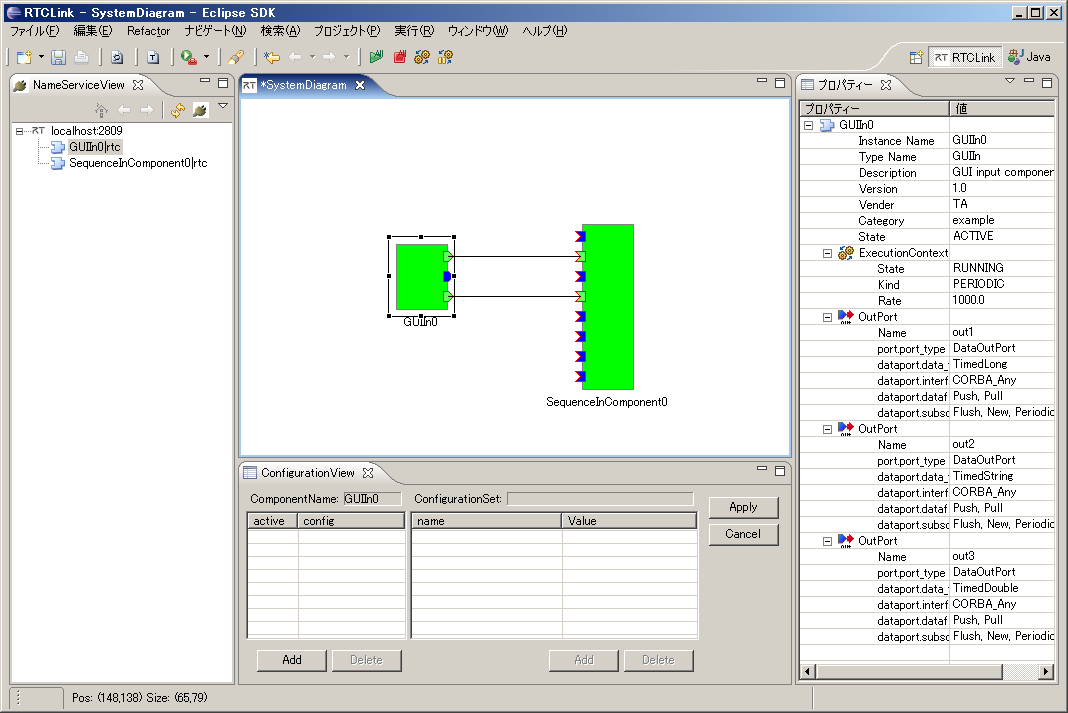 RTCLink - SystemDiagram - Eclipse SDK
ファイル(F) 編集(E) Refactor ナビゲート(N) 検索(A) プロジェクト(P) 実行(R) ウィンドウ(W) ヘルプ(H)
RT RTCLink Java
NameServiceView
RT localhost:2809
GUIIn0|rtc
SequenceInComponent0|rtc
RT *SystemDiagram
GUIIn0
SequenceInComponent0
ConfigurationView
ComponentName: GUIIn0 ConfigurationSet:
active config name Value
Apply
Cancel
Add Delete Add Delete
プロパティー
プロパティー 値
GUIIn0
Instance Name GUIIn0
Type Name GUIIn
Description GUI input componen
Version 1.0
Vender TA
Category example
State ACTIVE
ExecutionContext
State RUNNING
Kind PERIODIC
Rate 1000.0
OutPort
Name out1
port.port_type DataOutPort
dataport.data_ TimedLong
dataport.interf CORBA_Any
dataport.dataf Push, Pull
dataport.subsc Flush, New, Periodic
OutPort
Name out2
port.port_type DataOutPort
dataport.data_ TimedString
dataport.interf CORBA_Any
dataport.dataf Push, Pull
dataport.subsc Flush, New, Periodic
OutPort
Name out3
port.port_type DataOutPort
dataport.data_ TimedDouble
dataport.interf CORBA_Any
dataport.dataf Push, Pull
dataport.subsc Flush, New, Periodic
Pos: (148,138) Size: (65,79)